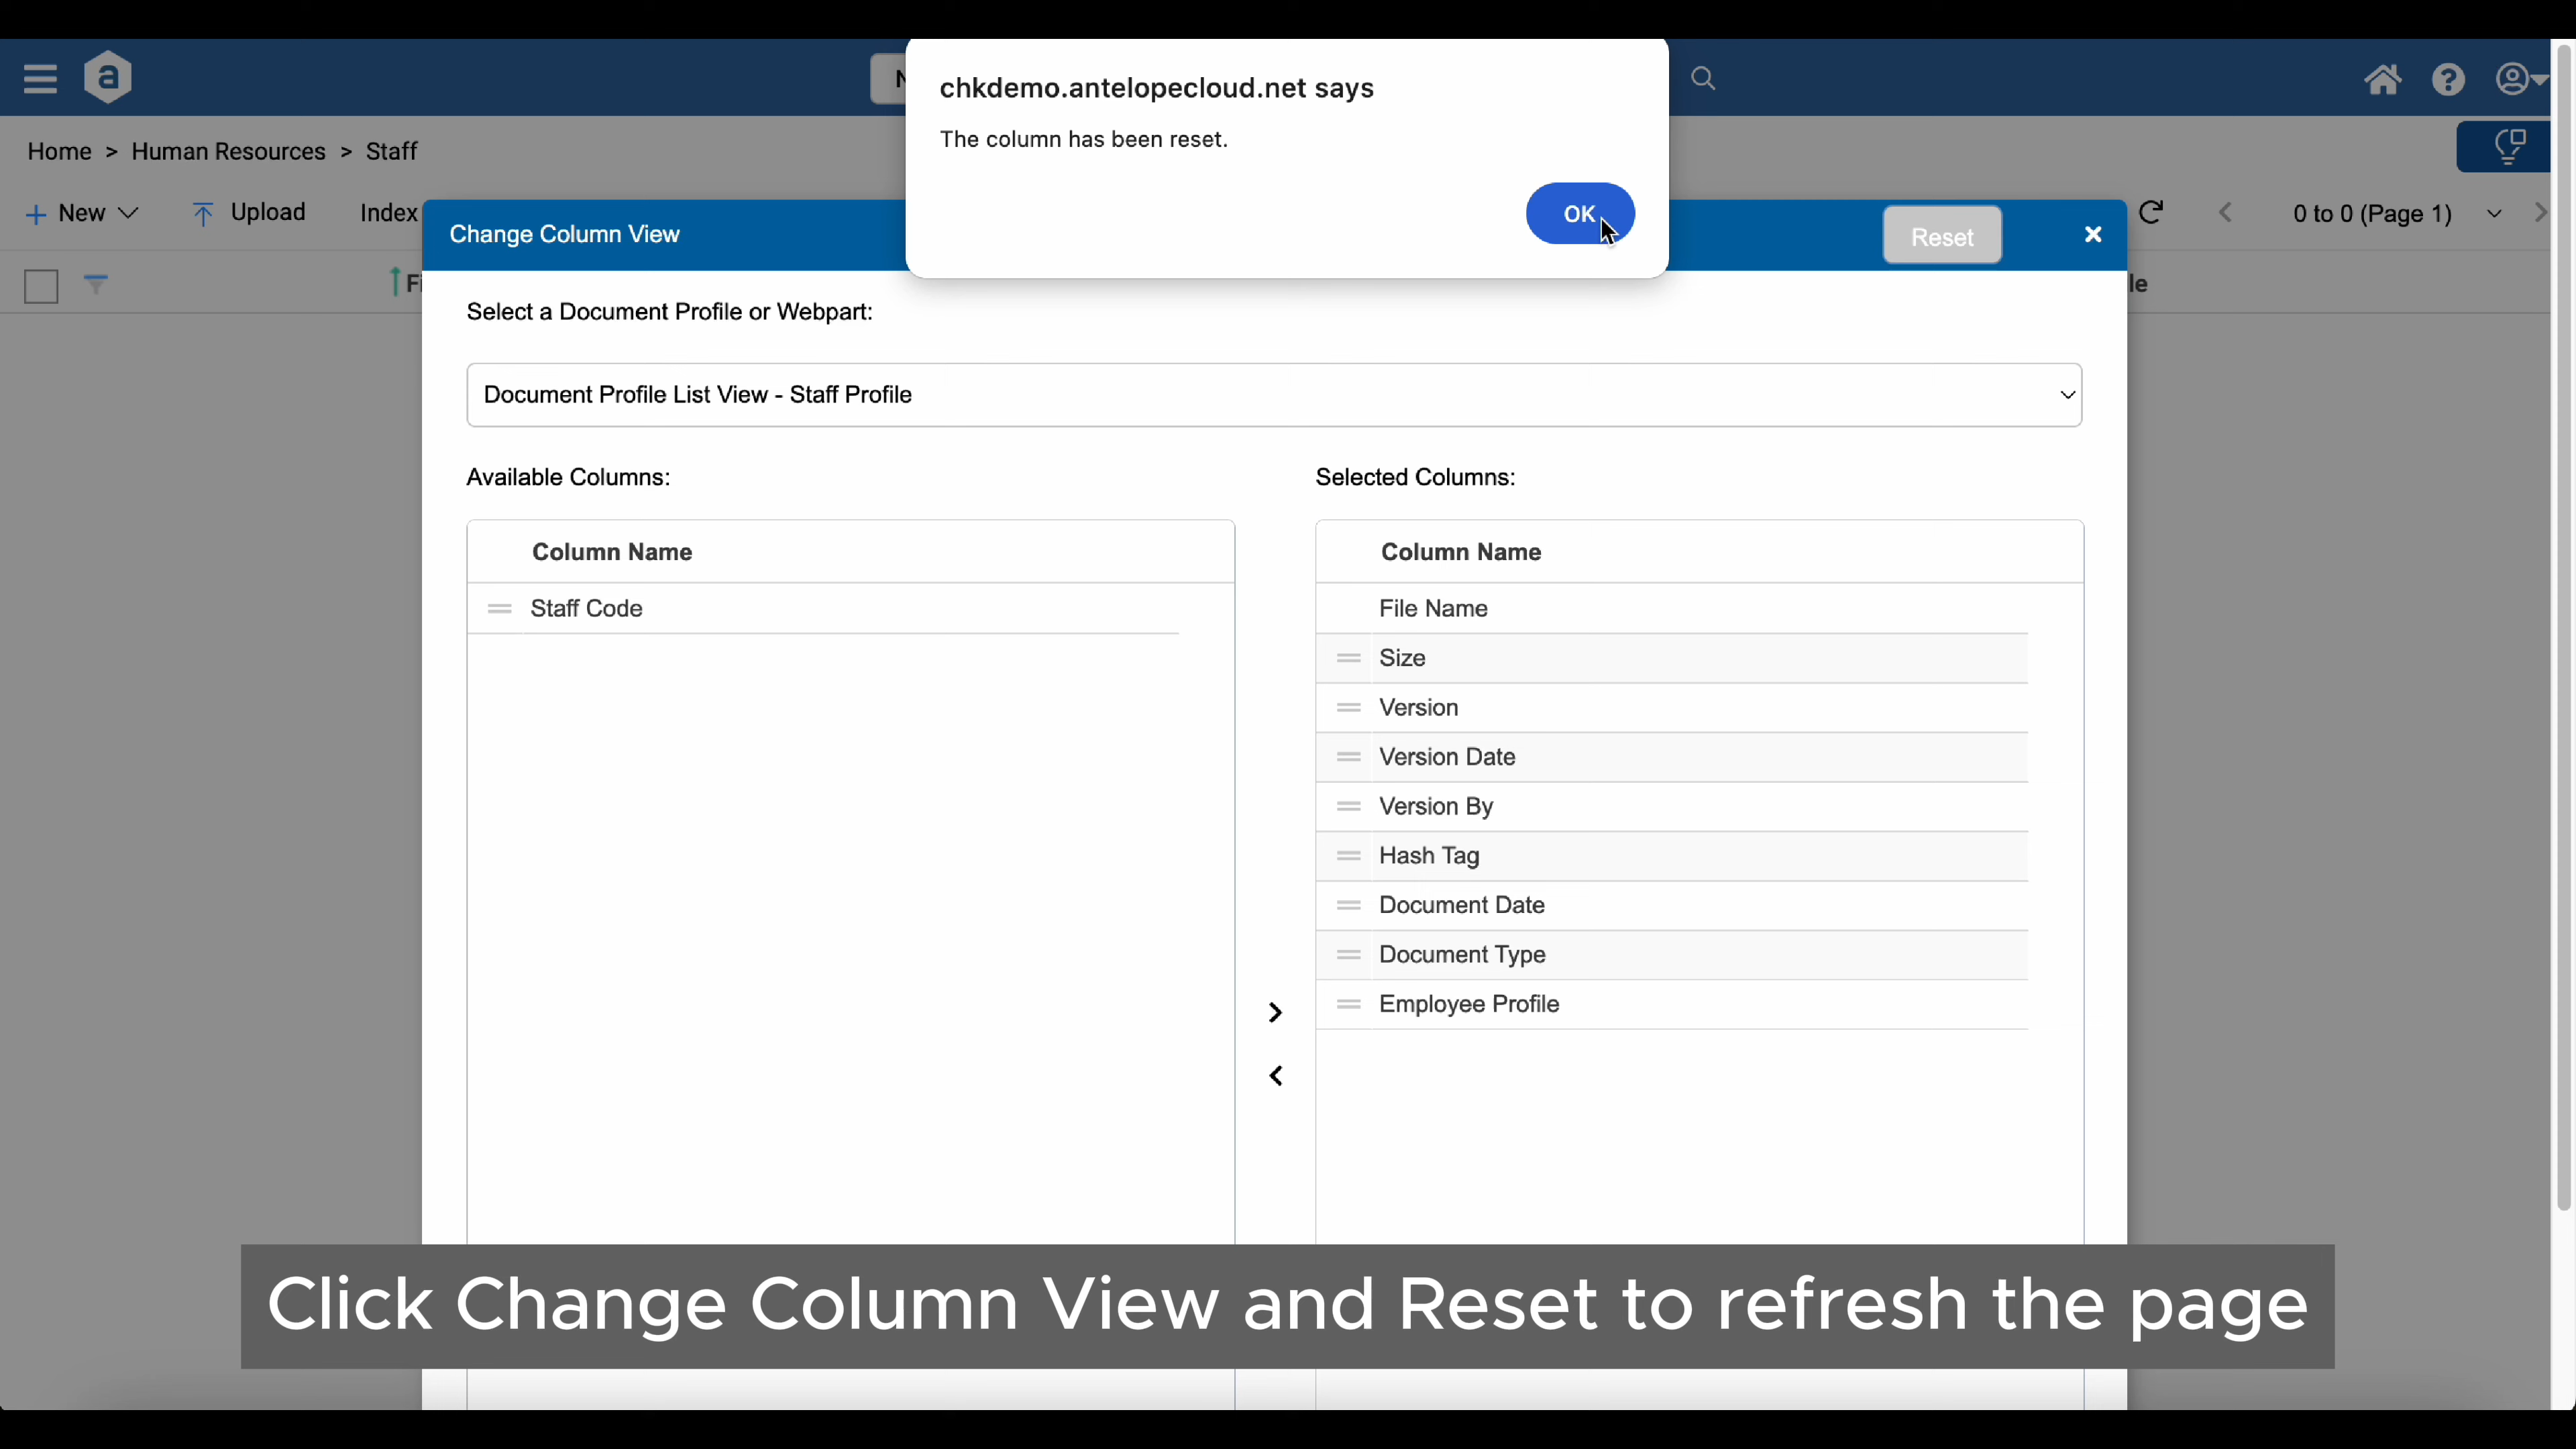 a
N
chkdemo.antelopecloud.net says
The column has been reset.
OK
Home > Human Resources > Staff
New
Upload
Index
Change Column View
Reset
0 to 0 (Page 1)
Fi
le
Select a Document Profile or Webpart:
Document Profile List View - Staff Profile
Available Columns:
Selected Columns:
Column Name
Column Name
Staff Code
File Name
Size
Version
Version Date
Version By
Hash Tag
Document Date
Document Type
Employee Profile
Click Change Column View and Reset to refresh the page